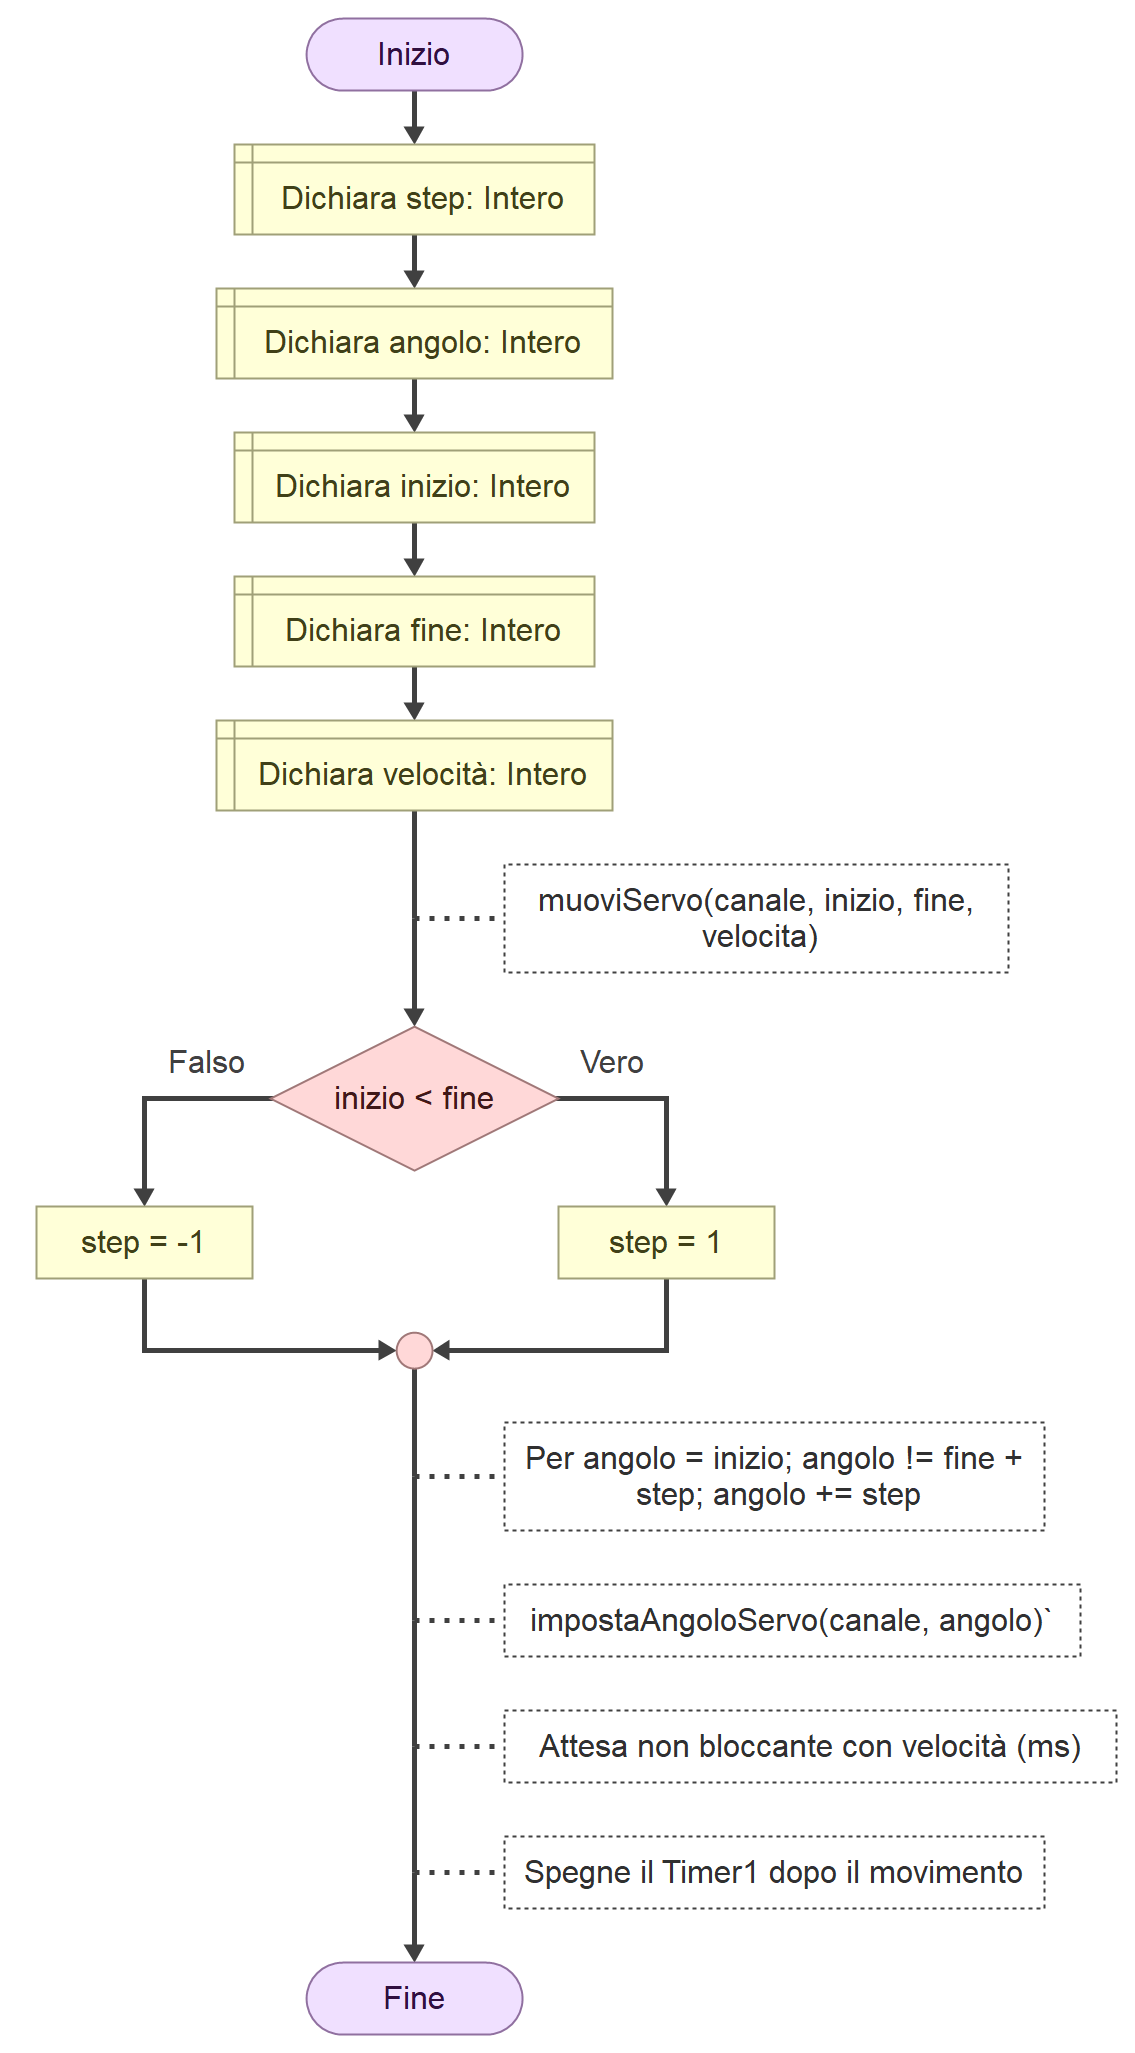 Inizio
Dichiara step: Intero
Dichiara angolo: Intero
Dichiara inizio: Intero
Dichiara fine: Intero
Dichiara velocità: Intero
muoviServo(canale, inizio, fine,
velocita)
Falso
Vero
inizio < fine
step = -1
step = 1
Per angolo = inizio; angolo != fine +
step; angolo += step
impostaAngoloServo(canale, angolo)`
Attesa non bloccante con velocità (ms)
Spegne il Timer1 dopo il movimento
Fine